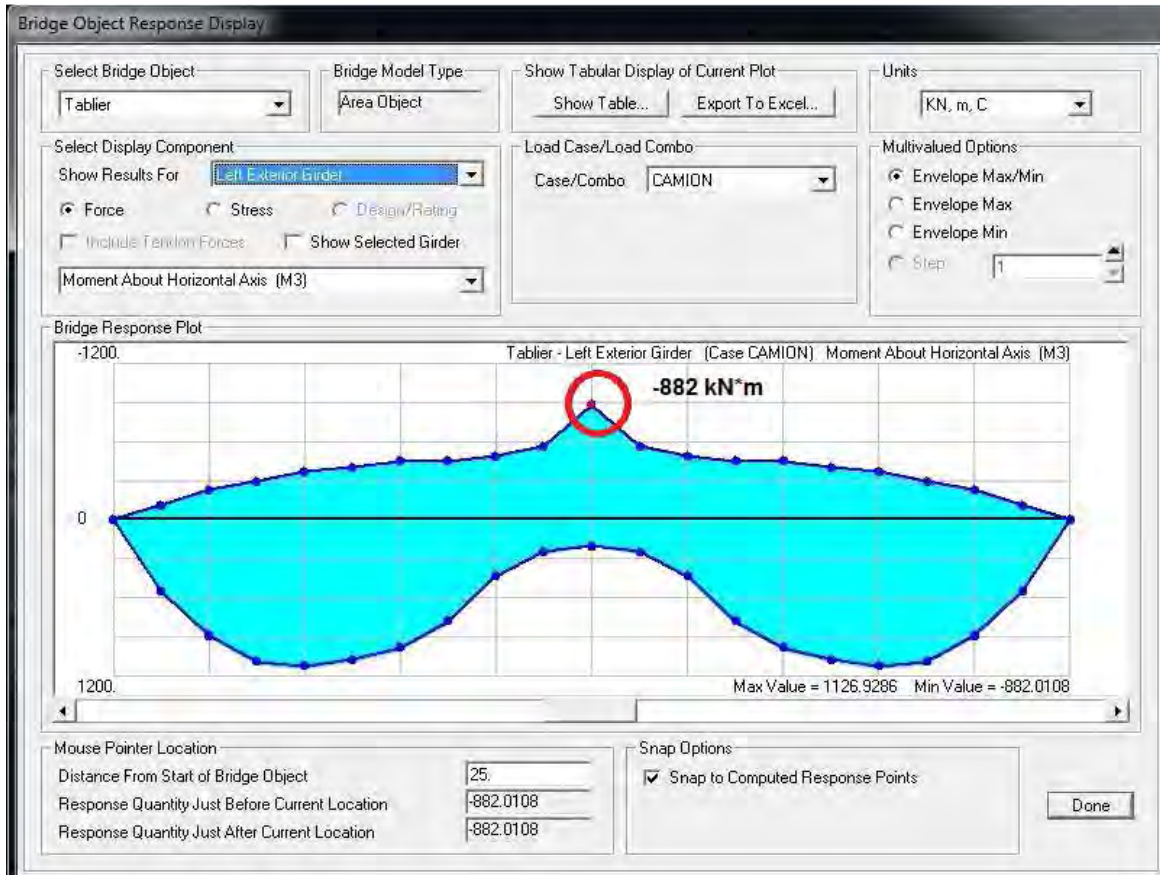 Bridge Object Response Display
Select Bridge Object
Tablier
Bridge Model Type
Area Object
Show Tabular Display of Current Plot
Show Table...
Export To Excel...
Units
KN, m, C
Select Display Component
Show Results For
Left Exterior Girder
Force
Stress
Design/Rating
Include Tendon Forces
Show Selected Girder
Moment About Horizontal Axis (M3)
Load Case/Load Combo
Case/Combo
CAMION
Multivalued Options
Envelope Max/Min
Envelope Max
Envelope Min
Step
1
Bridge Response Plot
-1200.
Tablier - Left Exterior Girder (Case CAMION) Moment About Horizontal Axis (M3)
-882 kN*m
0
1200.
Max Value = 1126.9286 Min Value = -882.0108
Mouse Pointer Location
Distance From Start of Bridge Object
25.
Response Quantity Just Before Current Location
-882.0108
Response Quantity Just After Current Location
-882.0108
Snap Options
Snap to Computed Response Points
Done